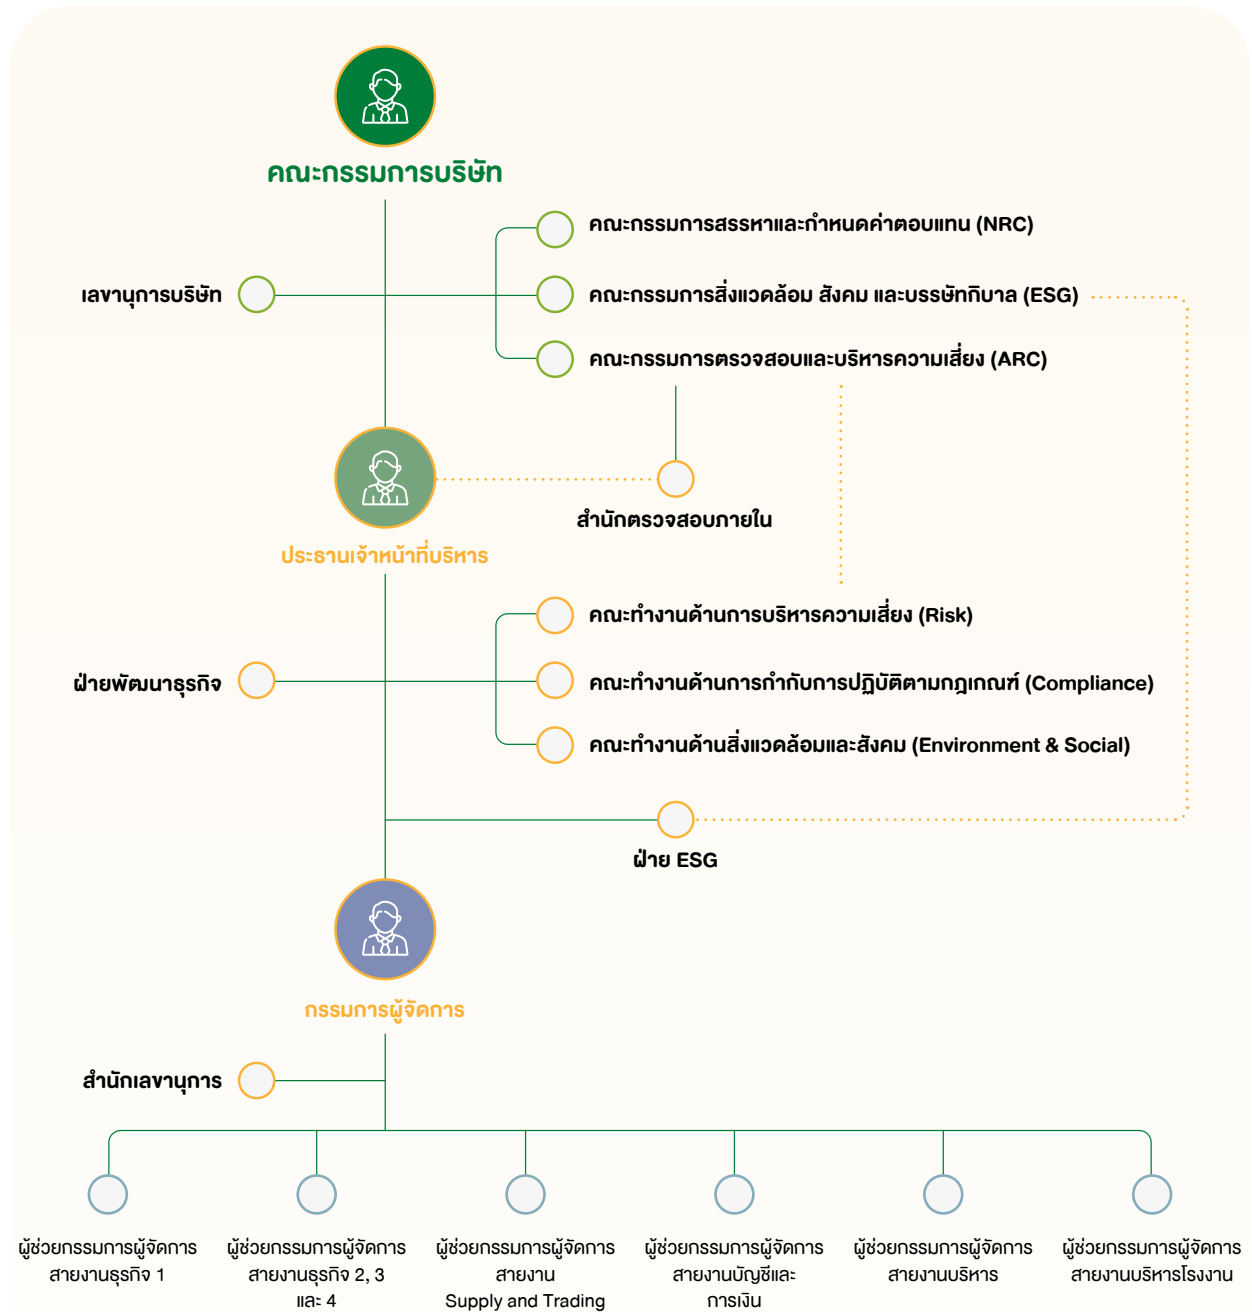 คณะกรรมการบริษัท
คณะกรรมการสรรหาและกำหนดค่าตอบแทน (NRC)
เลขานุการบริษัท
คณะกรรมการสิ่งแวดล้อม สังคม และบรรษัทภิบาล (ESG)
คณะกรรมการตรวจสอบและบริหารความเสี่ยง (ARC)
สำนักตรวจสอบภายใน
ประธานเจ้าหน้าที่บริหาร
คณะทำงานด้านการบริหารความเสี่ยง (Risk)
ฝ่ายพัฒนาธุรกิจ
คณะทำงานด้านการกำกับการปฏิบัติตามกฎเกณฑ์ (Compliance)
คณะทำงานด้านสิ่งแวดล้อมและสังคม (Environment & Social)
ฝ่าย ESG
กรรมการผู้จัดการ
สำนักเลขานุการ
ผู้ช่วยกรรมการผู้จัดการ
สายงานธุรกิจ 1
ผู้ช่วยกรรมการผู้จัดการ
สายงานธุรกิจ 2, 3
และ 4
ผู้ช่วยกรรมการผู้จัดการ
สายงาน
Supply and Trading
ผู้ช่วยกรรมการผู้จัดการ
สายงานบัญชีและ
การเงิน
ผู้ช่วยกรรมการผู้จัดการ
สายงานบริหาร
ผู้ช่วยกรรมการผู้จัดการ
สายงานบริหารโรงงาน